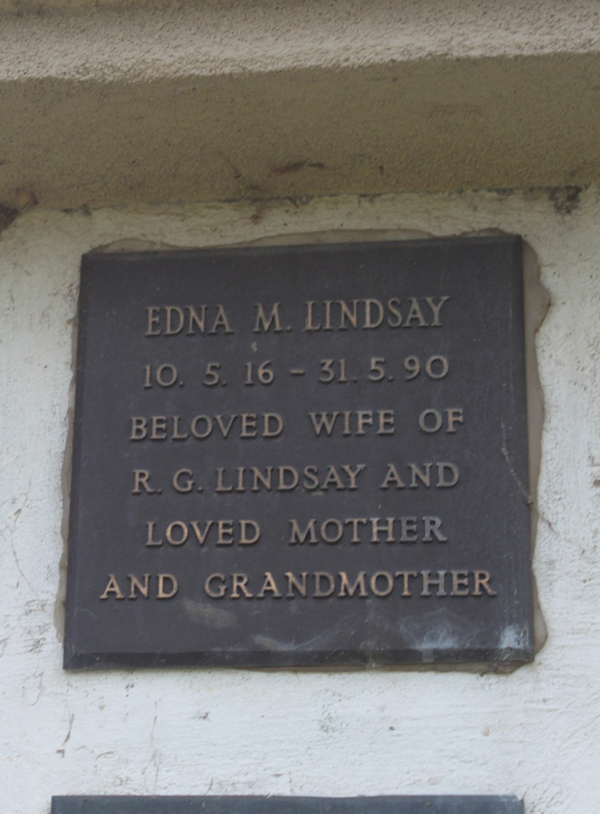 EDNA M. LINDSAY
10. 5. 16 - 31. 5. 90
BELOVED WIFE OF
R. G. LINDSAY AND
LOVED MOTHER
AND GRANDMOTHER